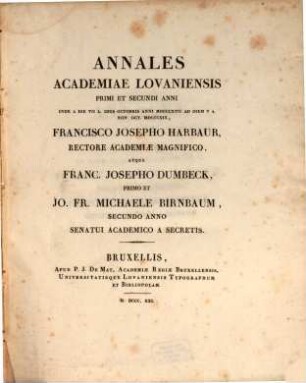 ANNALES
ACADEMIAE LOVANIENSIS
PRIMI ET SECUNDI ANNI
FRANCISCO JOSEPHO HARBAUR,
RECTORE ACADEMIÆ MAGNIFICO,
ATQUE
FRANC. JOSEPHO DUMBECK,
PRIMO ET
JO. FR. MICHAELE BIRNBAUM,
SECUNDO ANNO
SENATUI ACADEMICO A SECRETIS.
BRUXELLIS,
APUD P. J. DE MAT, ACADEMIÆ REGIÆ BRUXELLENSIS,
UNIVERSITATISQUE LOVANIENSIS TYPOGRAPHUM
ET BIBLIOPOLAM.